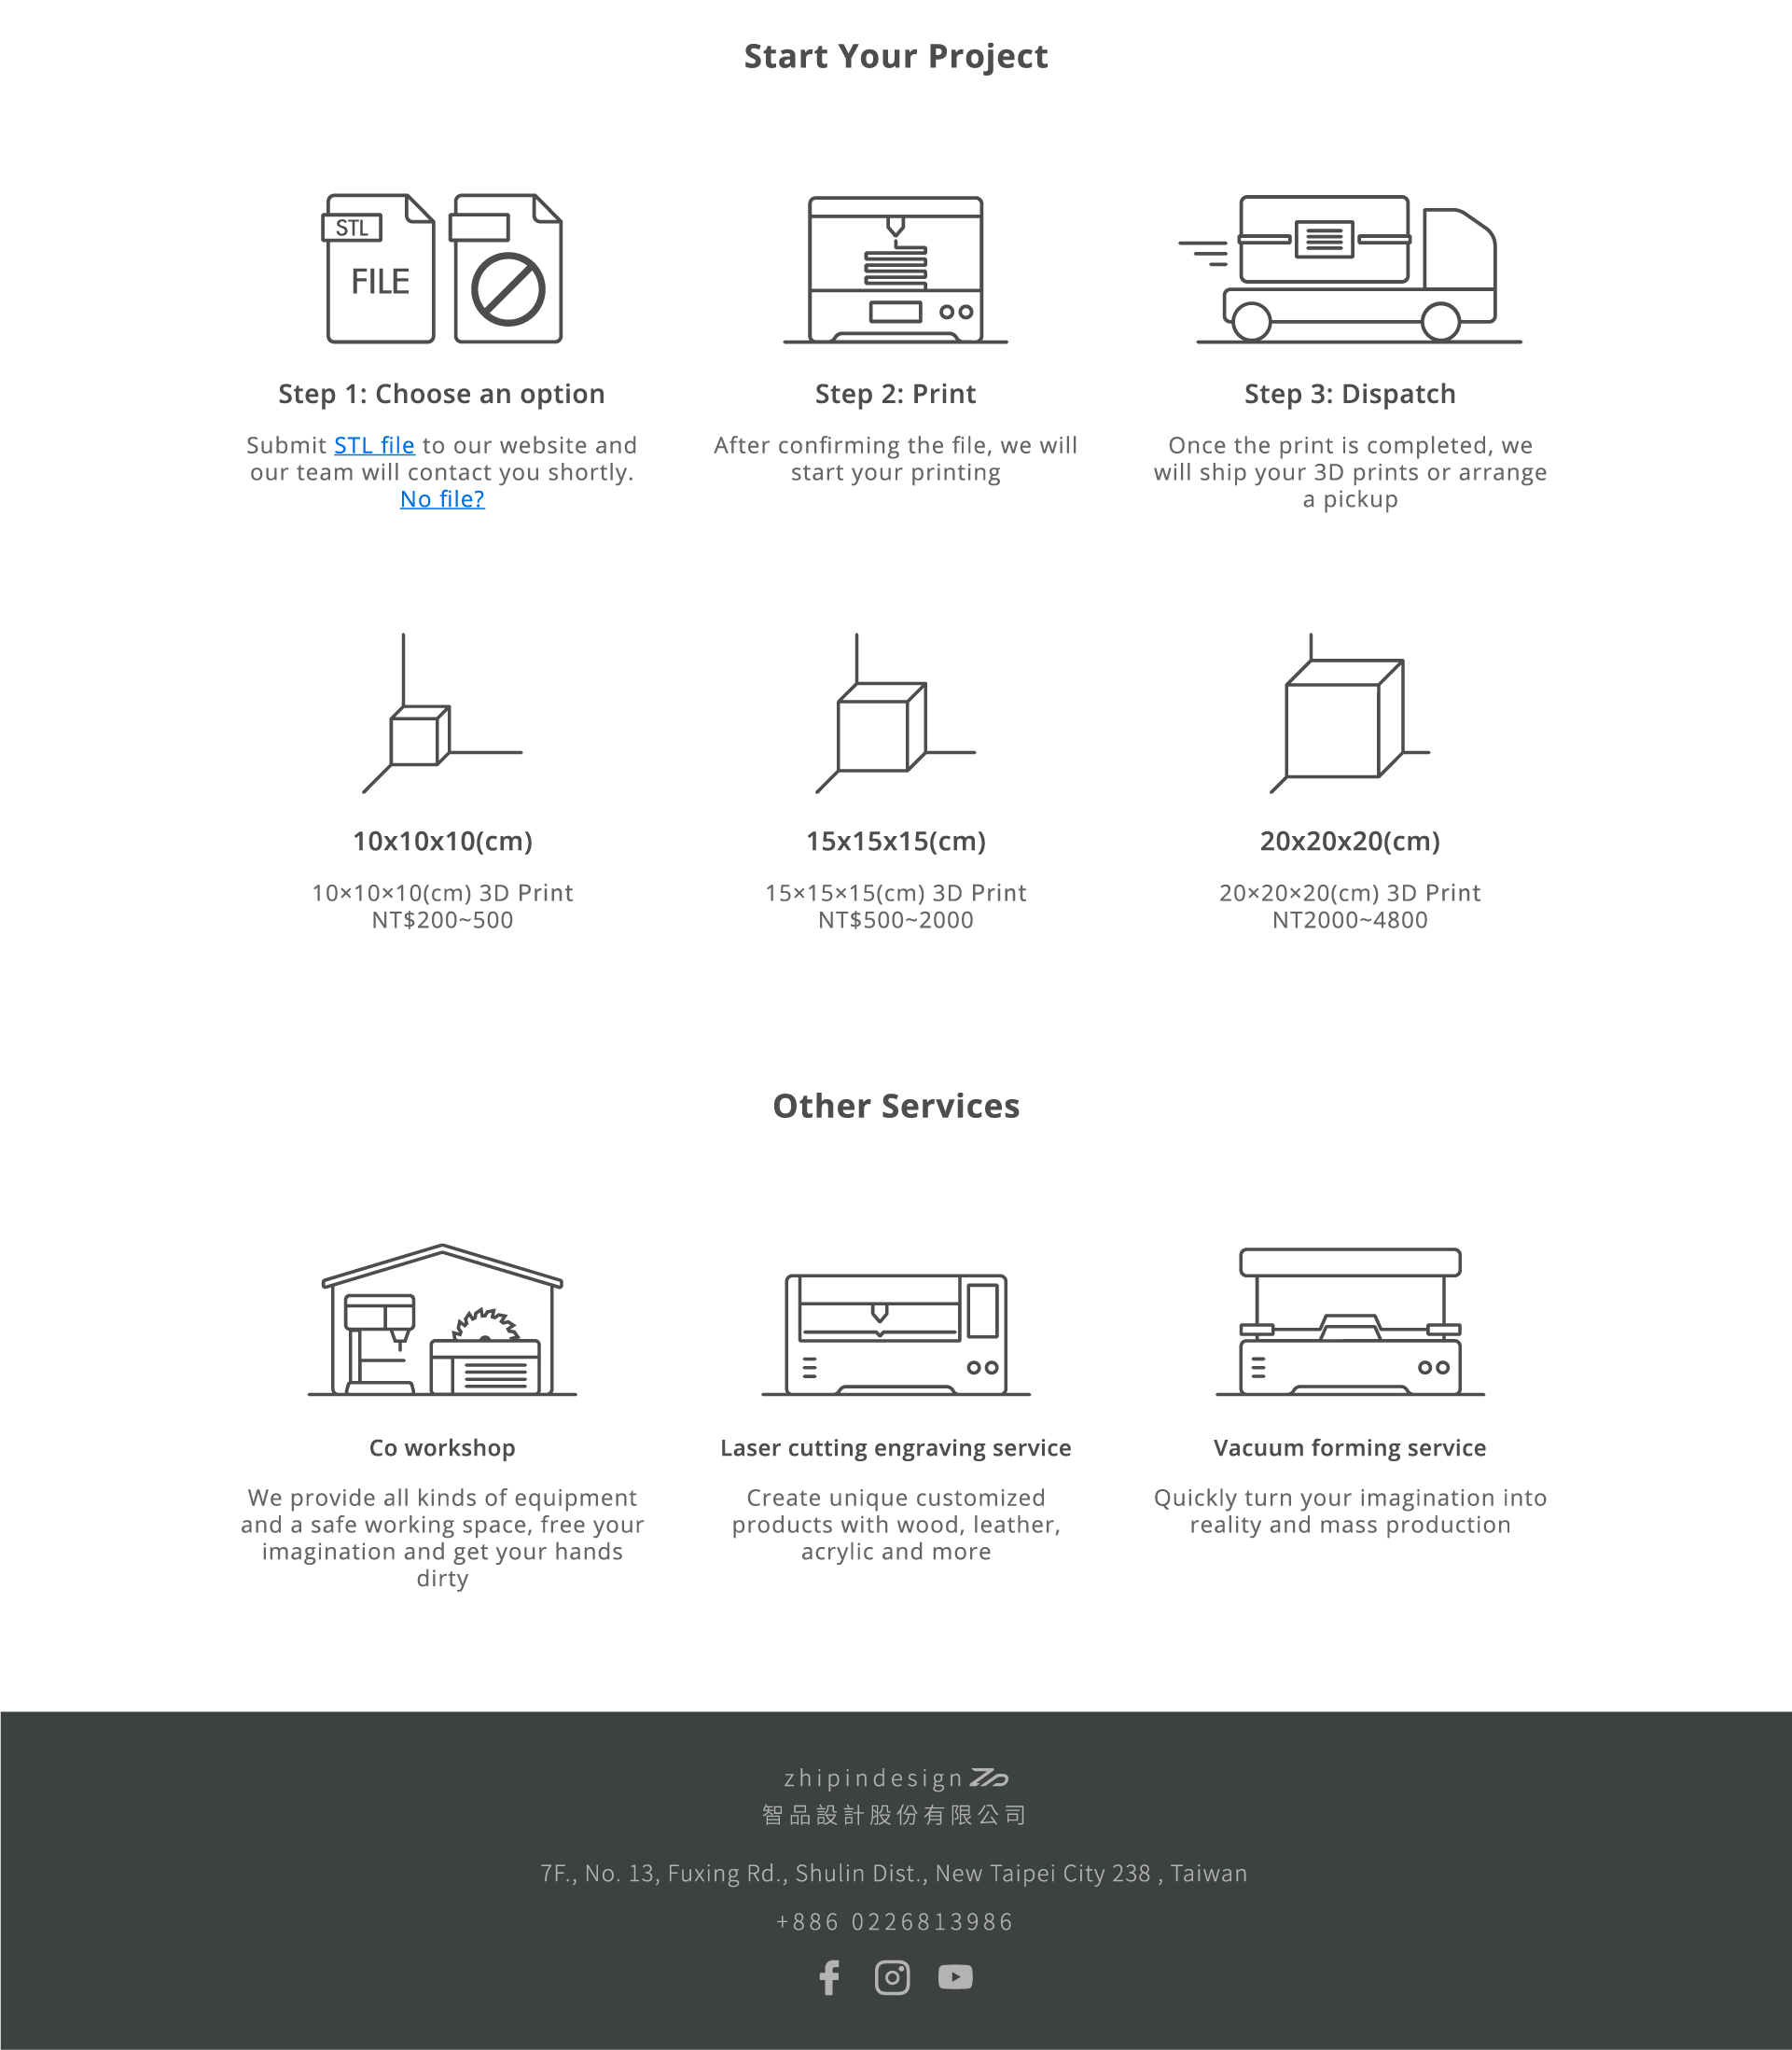 Start Your Project
STL
FILE
Step 1: Choose an option
Submit STL file to our website and
our team will contact you shortly.
No file?
Step 2: Print
After confirming the file, we will
start your printing
Step 3: Dispatch
Once the print is completed, we
will ship your 3D prints or arrange
a pickup
10x10x10(cm)
10×10×10(cm) 3D Print
NT$200~500
15x15x15(cm)
15×15×15(cm) 3D Print
NT$500~2000
20x20x20(cm)
20×20×20(cm) 3D Print
NT2000~4800
Other Services
Co workshop
We provide all kinds of equipment
and a safe working space, free your
imagination and get your hands
dirty
Laser cutting engraving service
Create unique customized
products with wood, leather,
acrylic and more
Vacuum forming service
Quickly turn your imagination into
reality and mass production
zhipindesign
智品設計股份有限公司
7F., No. 13, Fuxing Rd., Shulin Dist., New Taipei City 238 , Taiwan
+886 0226813986